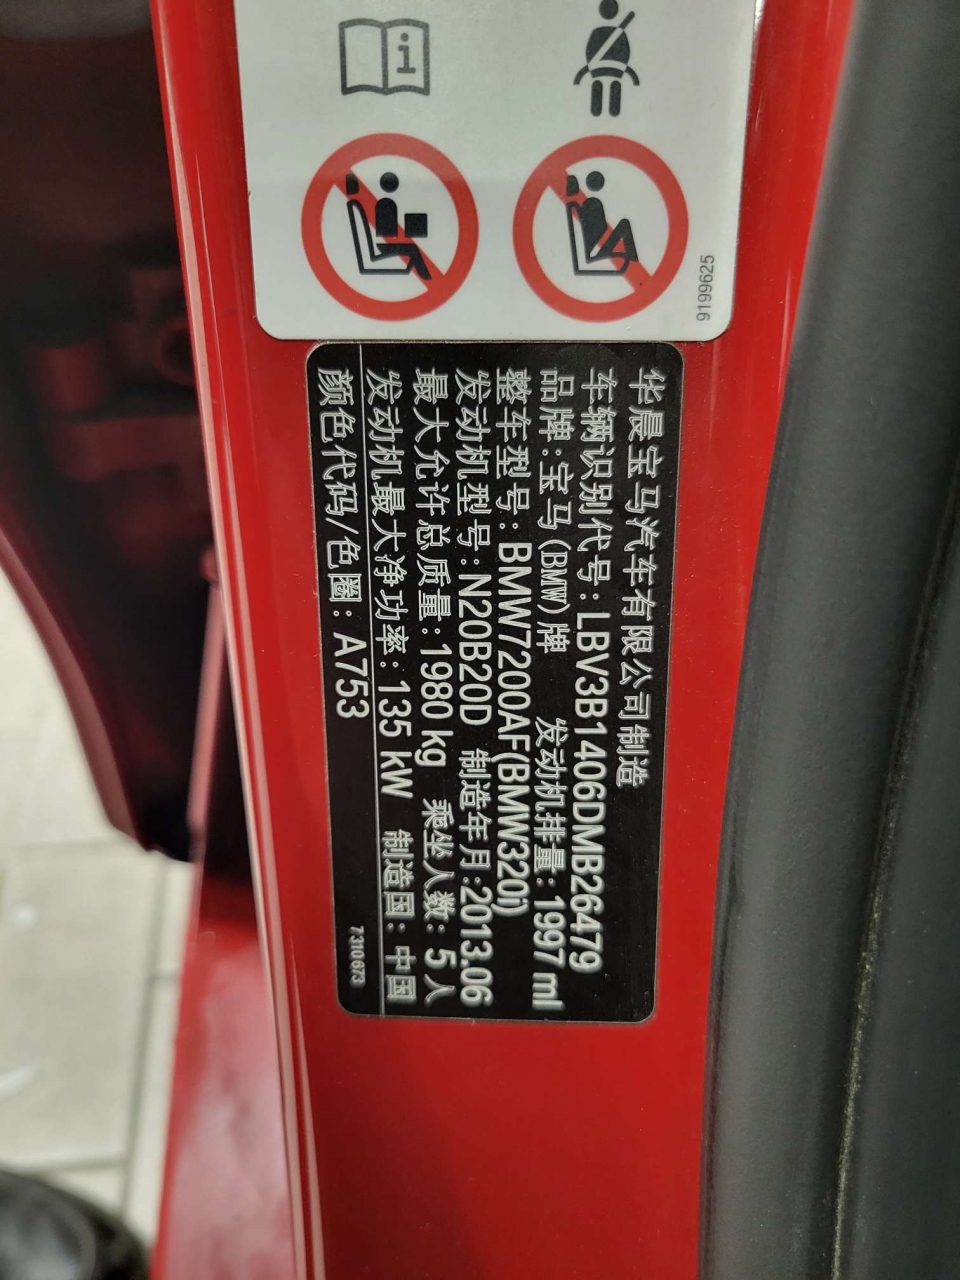 9199625
华晨宝马汽车有限公司制造
车辆识别代号: LBV3B1406DMB26479
品牌: 宝马(BMW)牌 发动机排量: 1997 ml
整车型号: BMW7200AF(BMW320i)
发动机型号: N20B20D 制造年月: 2013.06
最大允许总质量: 1980 kg 乘坐人数: 5人
发动机最大净功率: 135 kW 制造国: 中国
颜色代码/色圈: A753
7310673